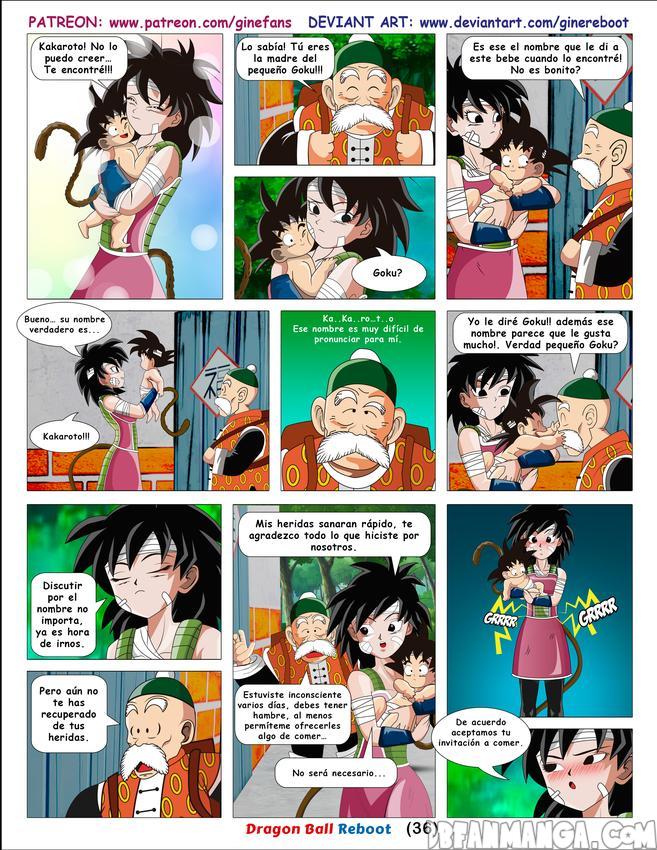 PATREON: www.patreon.com/ginefans    DEVIANT ART: www.deviantart.com/ginereboot
Kakaroto! No lo
puedo creer...
Te encontré!!!
Lo sabía! Tú eres
la madre del
pequeño Goku!!!
Goku?
Es ese el nombre que le di a
este bebe cuando lo encontré!
No es bonito?
Bueno... su nombre
verdadero es...
Kakaroto!!!
Ka..Ka..ro...t..o
Ese nombre es muy difícil de
pronunciar para mí.
Yo le diré Goku!! además ese
nombre parece que le gusta
mucho!. Verdad pequeño Goku?
Discutir por
el nombre no
importa,
ya es hora
de irnos.
Pero aún no
te has
recuperado
de tus
heridas.
Mis heridas sanaran rápido, te
agradezco todo lo que hiciste por
nosotros.
Estuviste inconsciente
varios días, debes tener
hambre, al menos
permíteme ofrecerles
algo de comer...
No será necesario...
GRRRR
GRRRR
De acuerdo
aceptamos tu
invitación a comer.
Dragon Ball Reboot (36)
DBFANMANGA.COM